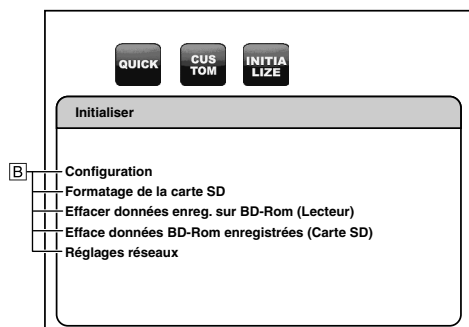 QUICK
CUS
TOM
INITIA
LIZE
Initialiser
B
Configuration
Formatage de la carte SD
Effacer données enreg. sur BD-Rom (Lecteur)
Efface données BD-Rom enregistrées (Carte SD)
Réglages réseaux